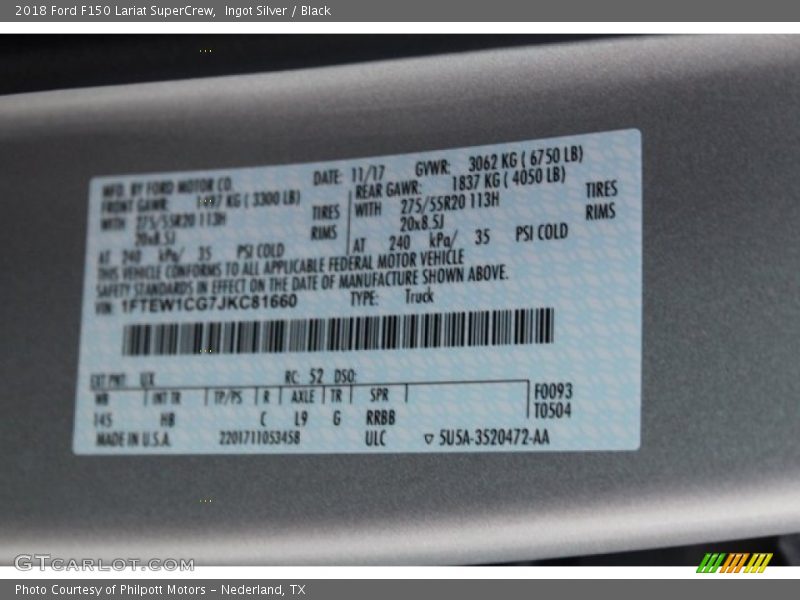 2018 Ford F150 Lariat SuperCrew, Ingot Silver / Black
MFD. BY FORD MOTOR CO. DATE: 11/17 GVWR: 3062 KG ( 6750 LB)
FRONT GAWR: KG ( 3300 LB) REAR GAWR: 1837 KG ( 4050 LB)
WITH 275/55R20 113H TIRES WITH 275/55R20 113H TIRES
20x8.5J RIMS 20x8.5J RIMS
AT 240 kPa/ 35 PSI COLD AT 240 kPa/ 35 PSI COLD
THIS VEHICLE CONFORMS TO ALL APPLICABLE FEDERAL MOTOR VEHICLE
SAFETY STANDARDS IN EFFECT ON THE DATE OF MANUFACTURE SHOWN ABOVE.
VIN: 1FTEW1CG7JKC81660 TYPE: Truck
EXT PNT: UX RC: 52 DSO:
WB INT TR TP/PS R AXLE TR SPR F0093
145 HB C L9 G RRBB T0504
MADE IN U.S.A. 2201711053458 ULC ▽ 5U5A-3520472-AA
GTCARLOT.COM
Photo Courtesy of Philpott Motors - Nederland, TX